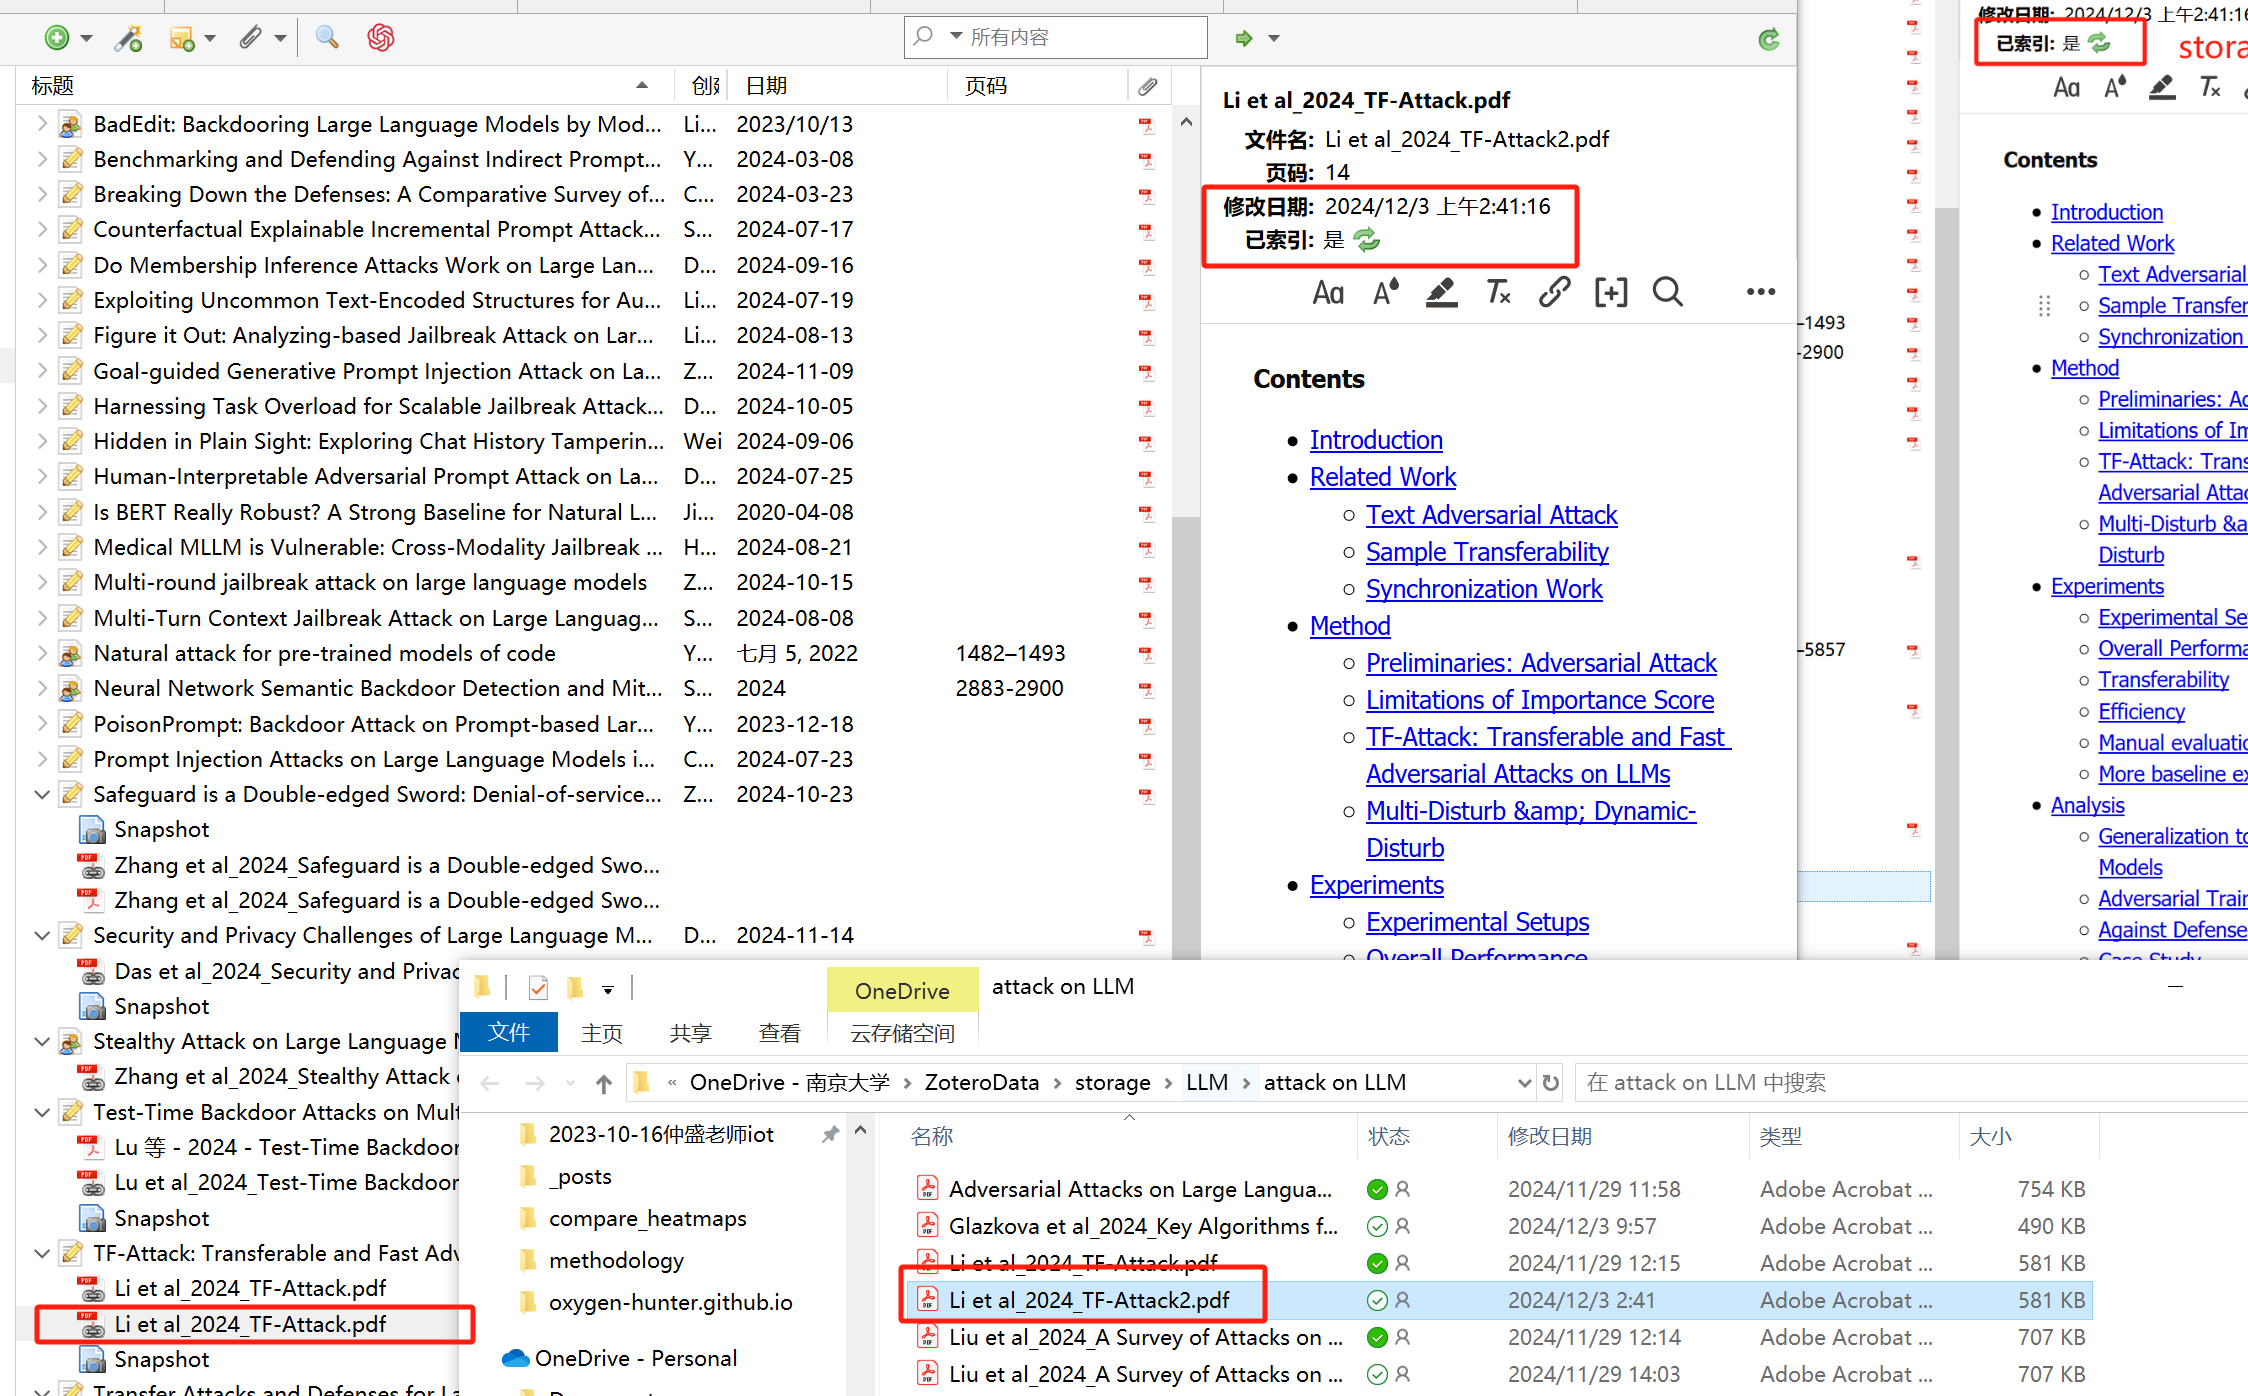 所有内容
标题 日期 页码
BadEdit: Backdooring Large Language Models by Mod... Li... 2023/10/13
Benchmarking and Defending Against Indirect Prompt... Y... 2024-03-08
Breaking Down the Defenses: A Comparative Survey of... C... 2024-03-23
Counterfactual Explainable Incremental Prompt Attack... S... 2024-07-17
Do Membership Inference Attacks Work on Large Lan... D... 2024-09-16
Exploiting Uncommon Text-Encoded Structures for Au... L... 2024-07-19
Figure it Out: Analyzing-based Jailbreak Attack on Lar... Li... 2024-08-13
Goal-guided Generative Prompt Injection Attack on La... Z... 2024-11-09
Harnessing Task Overload for Scalable Jailbreak Attack... D... 2024-10-05
Hidden in Plain Sight: Exploring Chat History Tamperin... Wei 2024-09-06
Human-Interpretable Adversarial Prompt Attack on La... D... 2024-07-25
Is BERT Really Robust? A Strong Baseline for Natural L... Ji... 2020-04-08
Medical MLLM is Vulnerable: Cross-Modality Jailbreak ... H... 2024-08-21
Multi-round jailbreak attack on large language models Z... 2024-10-15
Multi-Turn Context Jailbreak Attack on Large Languag... S... 2024-08-08
Natural attack for pre-trained models of code Y... 七月 5, 2022 1482–1493
Neural Network Semantic Backdoor Detection and Mit... S... 2024 2883-2900
PoisonPrompt: Backdoor Attack on Prompt-based Lar... Y... 2023-12-18
Prompt Injection Attacks on Large Language Models i... C... 2024-07-23
Safeguard is a Double-edged Sword: Denial-of-service... Z... 2024-10-23
Snapshot
Zhang et al_2024_Safeguard is a Double-edged Swo...
Zhang et al_2024_Safeguard is a Double-edged Swo...
Security and Privacy Challenges of Large Language M... D... 2024-11-14
Das et al_2024_Security and Privac
Snapshot
Stealthy Attack on Large Language
Zhang et al_2024_Stealthy Attack
Test-Time Backdoor Attacks on Mult
Lu 等 - 2024 - Test-Time Backdoor
Lu et al_2024_Test-Time Backdoor
Snapshot
TF-Attack: Transferable and Fast Adv
Li et al_2024_TF-Attack.pdf
Li et al_2024_TF-Attack.pdf
Snapshot
Transfer Attacks and Defenses for L
Li et al_2024_TF-Attack.pdf
文件名: Li et al_2024_TF-Attack2.pdf
页码: 14
修改日期: 2024/12/3 上午2:41:16
已索引: 是
Contents
Introduction
Related Work
Text Adversarial Attack
Sample Transferability
Synchronization Work
Method
Preliminaries: Adversarial Attack
Limitations of Importance Score
TF-Attack: Transferable and Fast
Adversarial Attacks on LLMs
Multi-Disturb &amp; Dynamic-
Disturb
Experiments
Experimental Setups
Overall Performance
–1493
-2900
-5857
修改日期: 2024/12/3 上午2:41:16
已索引: 是
stora
Contents
Introduction
Related Work
Text Adversarial
Sample Transfer
Synchronization
Method
Preliminaries: Ad
Limitations of Im
TF-Attack: Trans
Adversarial Attac
Multi-Disturb &a
Disturb
Experiments
Experimental Se
Overall Performa
Transferability
Efficiency
Manual evaluatio
More baseline ex
Analysis
Generalization to
Models
Adversarial Train
Against Defense
Case Study
OneDrive attack on LLM
文件 主页 共享 查看 云存储空间
« OneDrive - 南京大学 › ZoteroData › storage › LLM › attack on LLM
在 attack on LLM 中搜索
2023-10-16仲盛老师iot
_posts
compare_heatmaps
methodology
oxygen-hunter.github.io
OneDrive - Personal
名称 状态 修改日期 类型 大小
Adversarial Attacks on Large Langua... 2024/11/29 11:58 Adobe Acrobat ... 754 KB
Glazkova et al_2024_Key Algorithms f... 2024/12/3 9:57 Adobe Acrobat ... 490 KB
Li et al_2024_TF-Attack.pdf 2024/11/29 12:15 Adobe Acrobat ... 581 KB
Li et al_2024_TF-Attack2.pdf 2024/12/3 2:41 Adobe Acrobat ... 581 KB
Liu et al_2024_A Survey of Attacks on ... 2024/11/29 12:14 Adobe Acrobat ... 707 KB
Liu et al_2024_A Survey of Attacks on ... 2024/11/29 14:03 Adobe Acrobat ... 707 KB